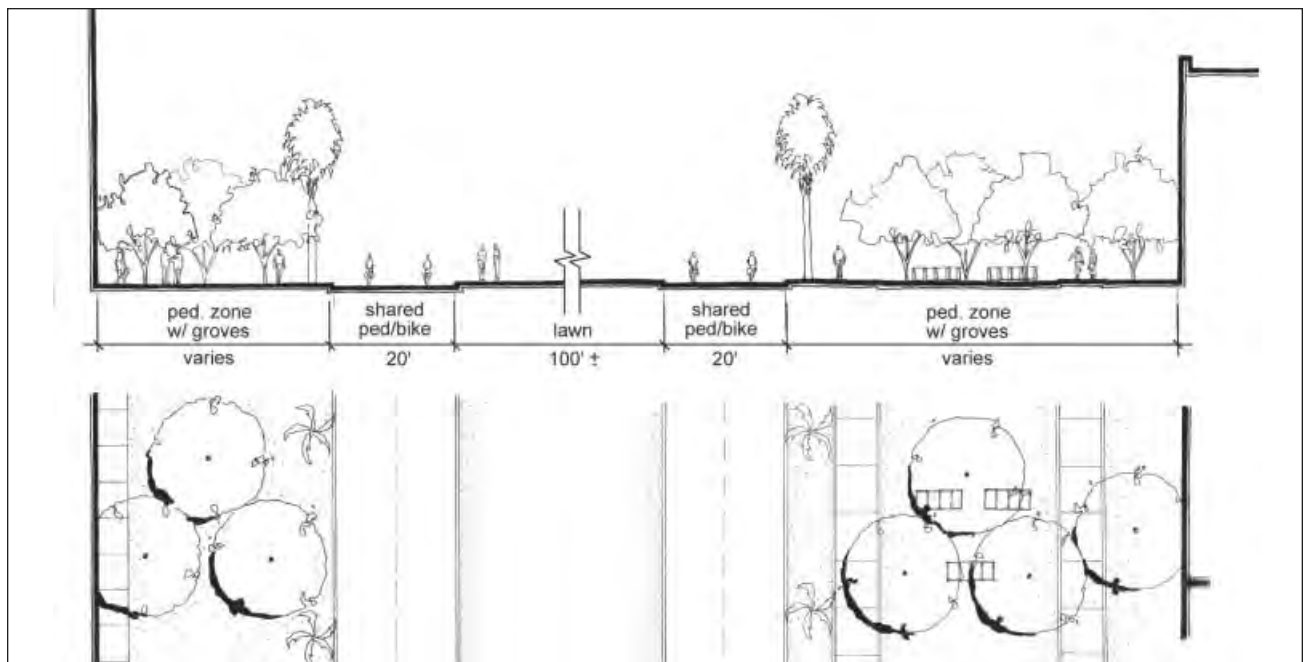 ped. zone
w/ groves
varies
shared
ped/bike
20'
lawn
100' ±
shared
ped/bike
20'
ped. zone
w/ groves
varies